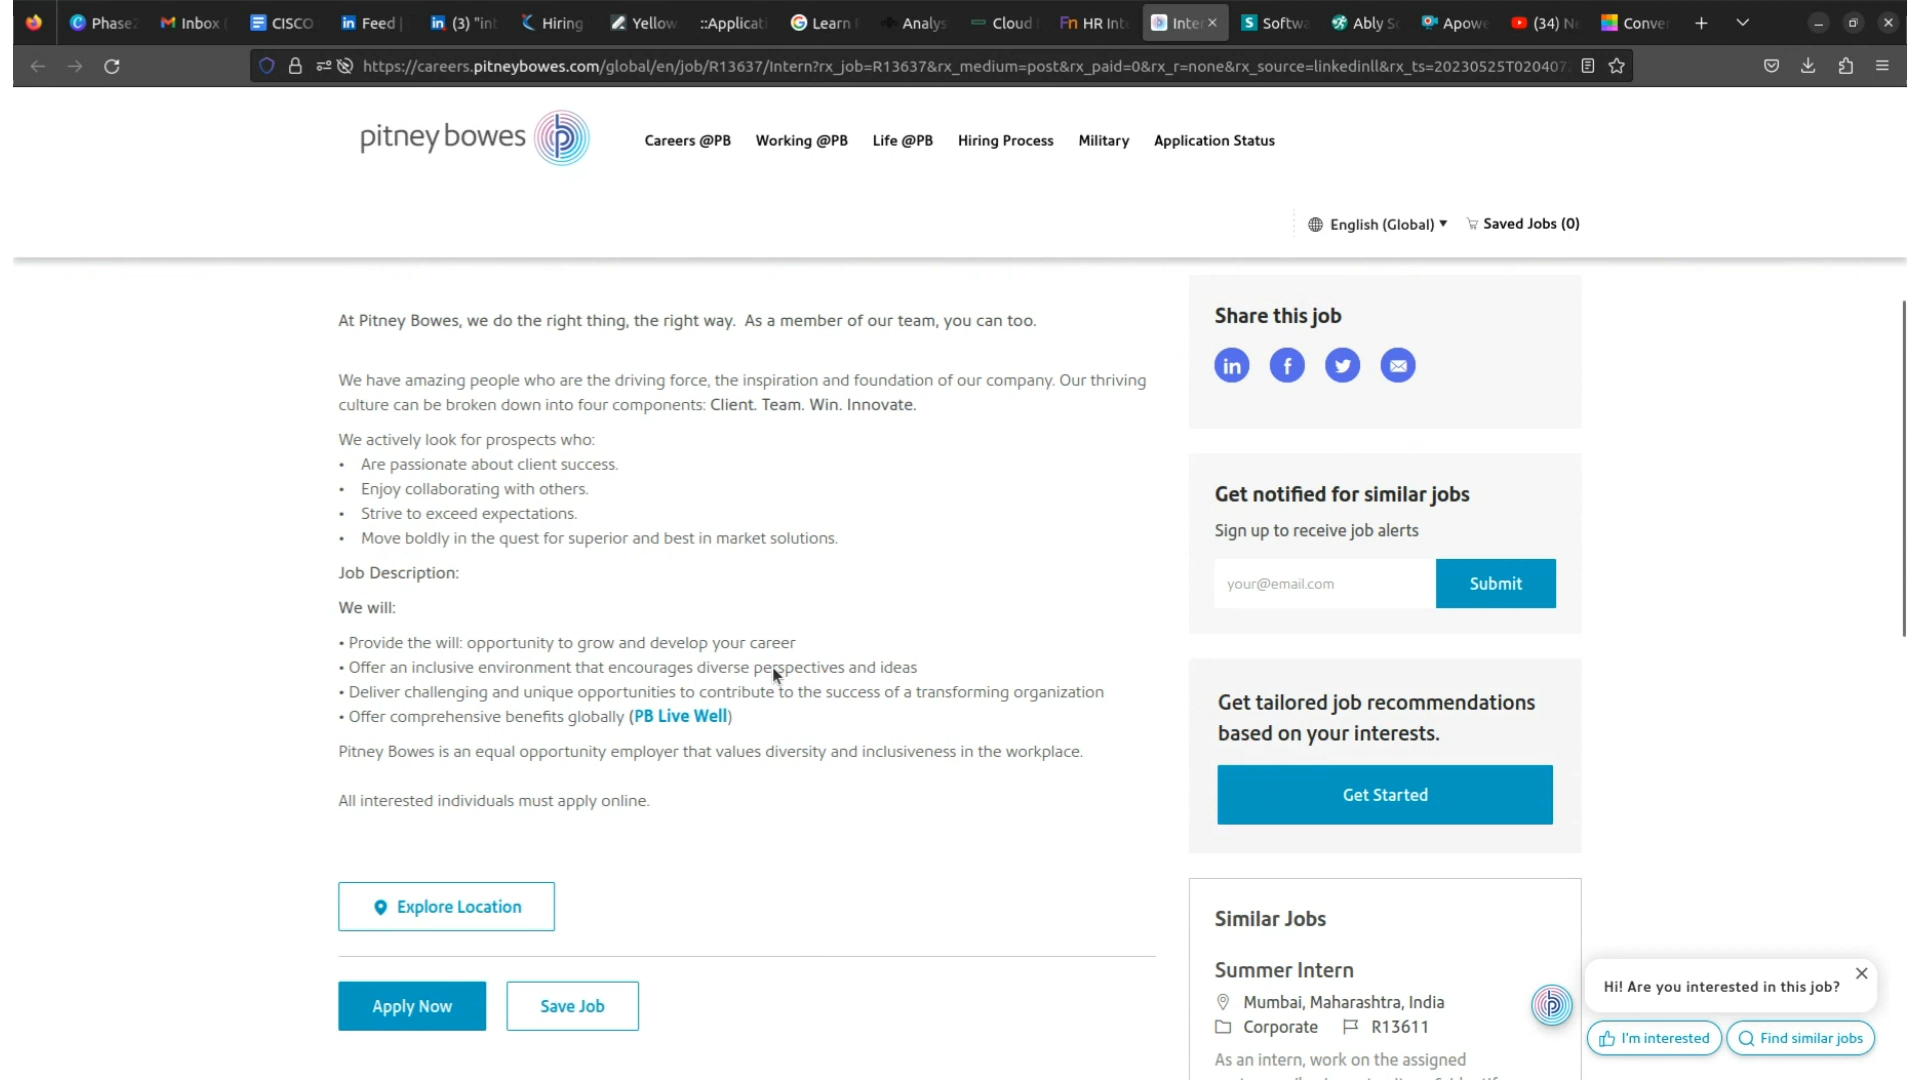 Phase2
Inbox (
CISCO
Feed |
(3) "int
Hiring
Yellow
::Applicati
Learn
Analys
Cloud
HR Inte
Inte
Softwa
Ably So
Apowe
(34) N
Conver
https://careers.pitneybowes.com/global/en/job/R13637/Intern?rx_job=R13637&rx_medium=post&rx_paid=0&rx_r=none&rx_source=linkedinll&rx_ts=20230525T020407
pitney bowes
Careers @PB
Working @PB
Life @PB
Hiring Process
Military
Application Status
English (Global)
Saved Jobs (0)
At Pitney Bowes, we do the right thing, the right way. As a member of our team, you can too.
We have amazing people who are the driving force, the inspiration and foundation of our company. Our thriving
culture can be broken down into four components: Client. Team. Win. Innovate.
We actively look for prospects who:
• Are passionate about client success.
• Enjoy collaborating with others.
• Strive to exceed expectations.
• Move boldly in the quest for superior and best in market solutions.
Job Description:
We will:
• Provide the will: opportunity to grow and develop your career
• Offer an inclusive environment that encourages diverse perspectives and ideas
• Deliver challenging and unique opportunities to contribute to the success of a transforming organization
• Offer comprehensive benefits globally (PB Live Well)
Pitney Bowes is an equal opportunity employer that values diversity and inclusiveness in the workplace.
All interested individuals must apply online.
Explore Location
Apply Now
Save Job
Share this job
Get notified for similar jobs
Sign up to receive job alerts
your@email.com
Submit
Get tailored job recommendations
based on your interests.
Get Started
Similar Jobs
Summer Intern
Mumbai, Maharashtra, India
Corporate
R13611
As an intern, work on the assigned
Hi! Are you interested in this job?
I'm interested
Find similar jobs